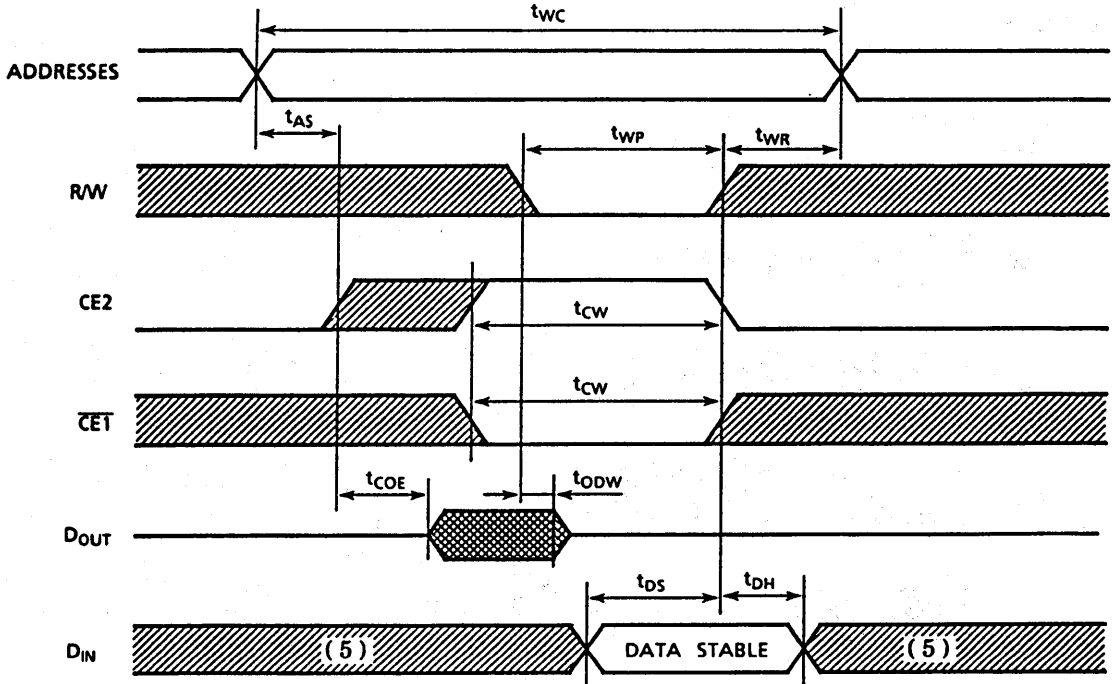 tWC
ADDRESSES
tAS
tWP
tWR
R/W
CE2
tCW
tCW
CE1
tCOE
tODW
DOUT
tDS
tDH
DIN
(5)
DATA STABLE
(5)